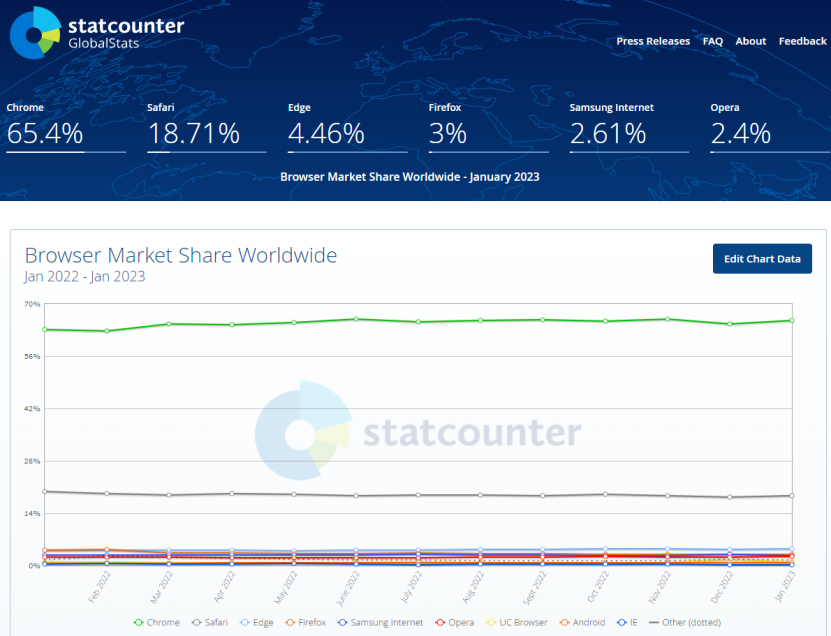 statcounter
GlobalStats
Press Releases FAQ About Feedback
Chrome Safari Edge Firefox Samsung Internet Opera
65.4% 18.71% 4.46% 3% 2.61% 2.4%
Browser Market Share Worldwide - January 2023
Browser Market Share Worldwide
Jan 2022 - Jan 2023
Edit Chart Data
70%
56%
42%
28%
14%
0%
statcounter
Feb 2022 Mar 2022 Apr 2022 May 2022 June 2022 July 2022 Aug 2022 Sept 2022 Oct 2022 Nov 2022 Dec 2022 Jan 2023
Chrome Safari Edge Firefox Samsung Internet Opera UC Browser Android IE Other (dotted)